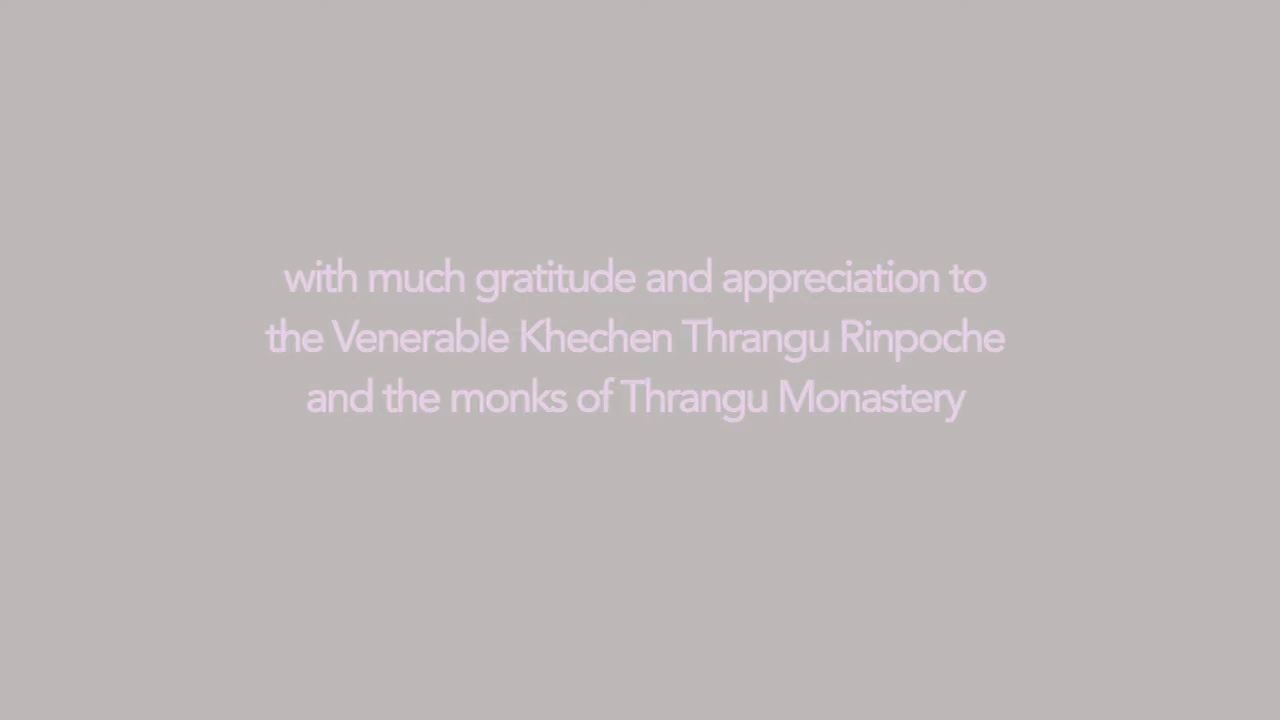 with much gratitude and appreciation to
the Venerable Khechen Thrangu Rinpoche
and the monks of Thrangu Monastery